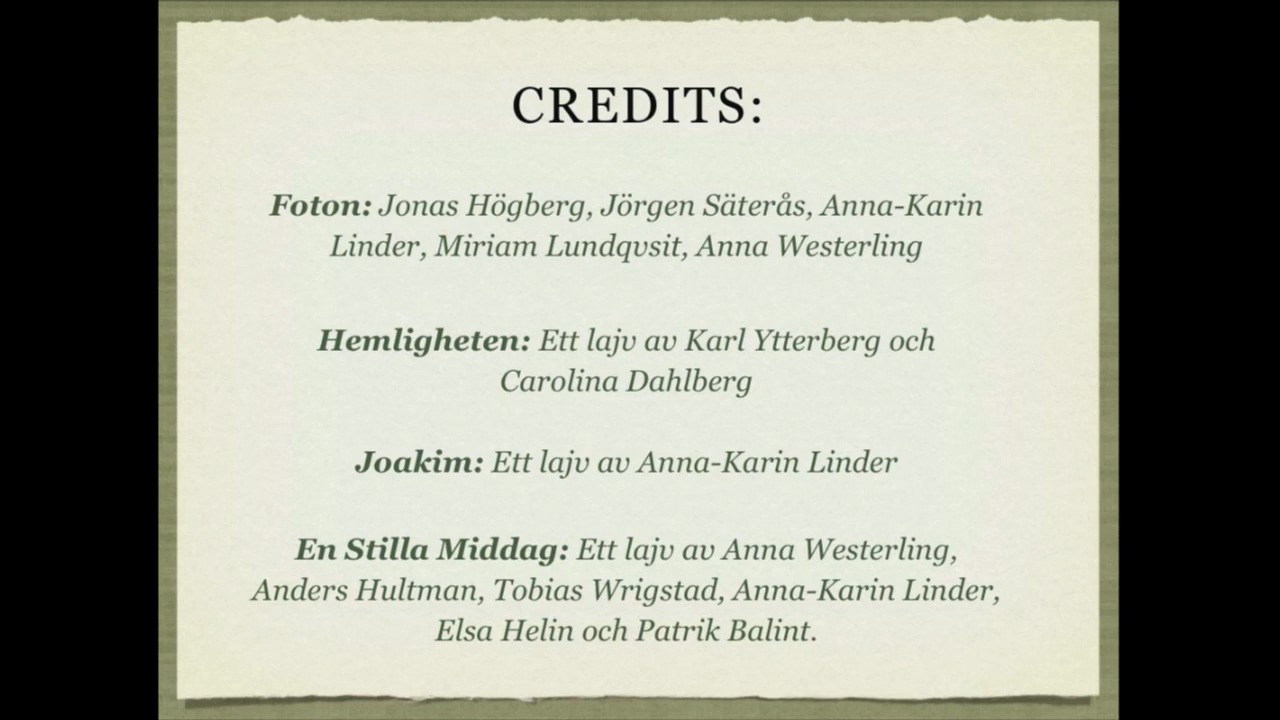 CREDITS:
Foton: Jonas Högberg, Jörgen Säterås, Anna-Karin
Linder, Miriam Lundqvsit, Anna Westerling
Hemligheten: Ett lajv av Karl Ytterberg och
Carolina Dahlberg
Joakim: Ett lajv av Anna-Karin Linder
En Stilla Middag: Ett lajv av Anna Westerling,
Anders Hultman, Tobias Wrigstad, Anna-Karin Linder,
Elsa Helin och Patrik Balint.